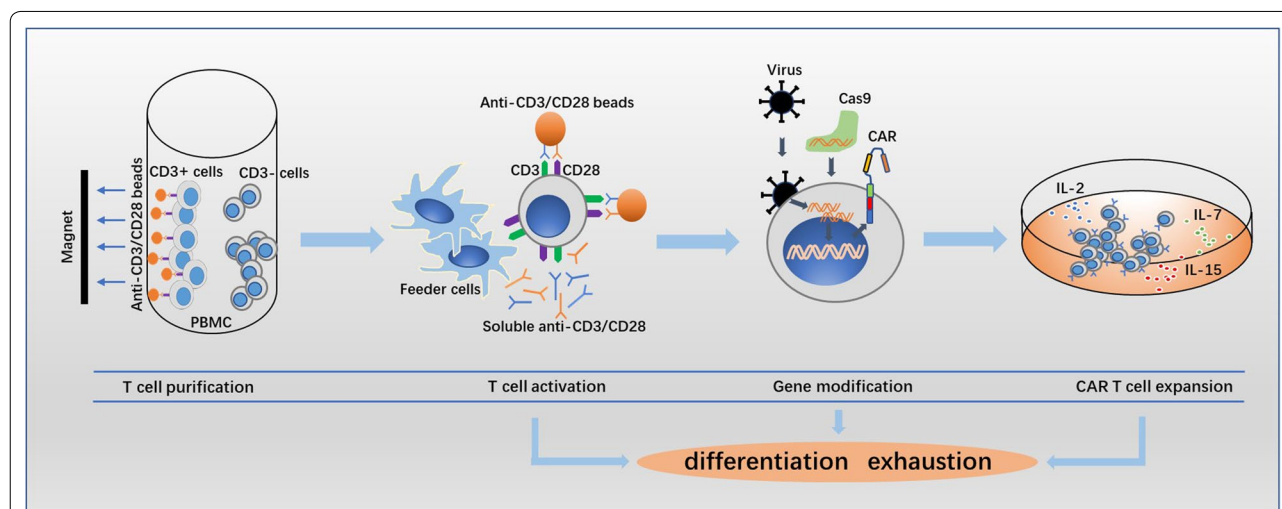 Magnet
Anti-CD3/CD28 beads
CD3+ cells
CD3- cells
PBMC
Anti-CD3/CD28 beads
CD3
CD28
Feeder cells
Soluble anti-CD3/CD28
Virus
Cas9
CAR
IL-2
IL-7
IL-15
T cell purification
T cell activation
Gene modification
CAR T cell expansion
differentiation exhaustion